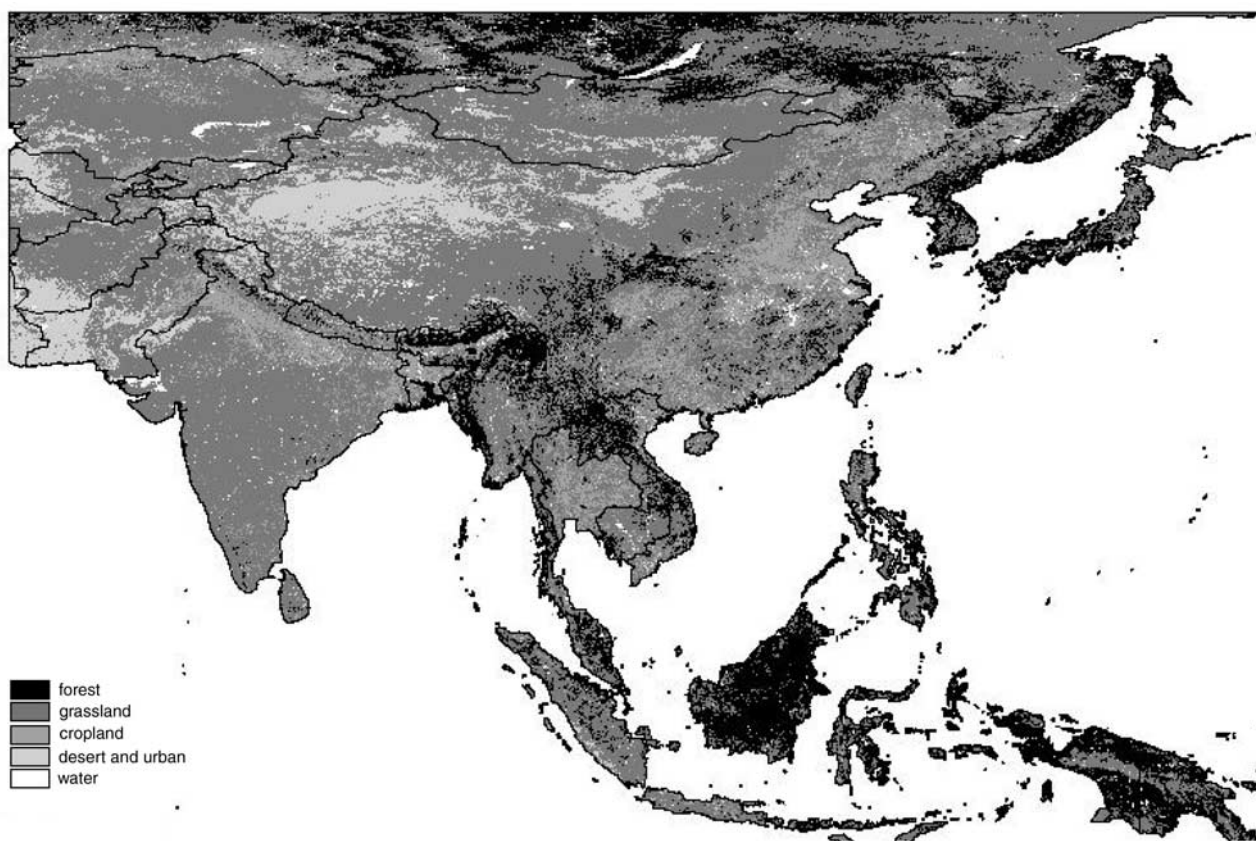 forest
grassland
cropland
desert and urban
water